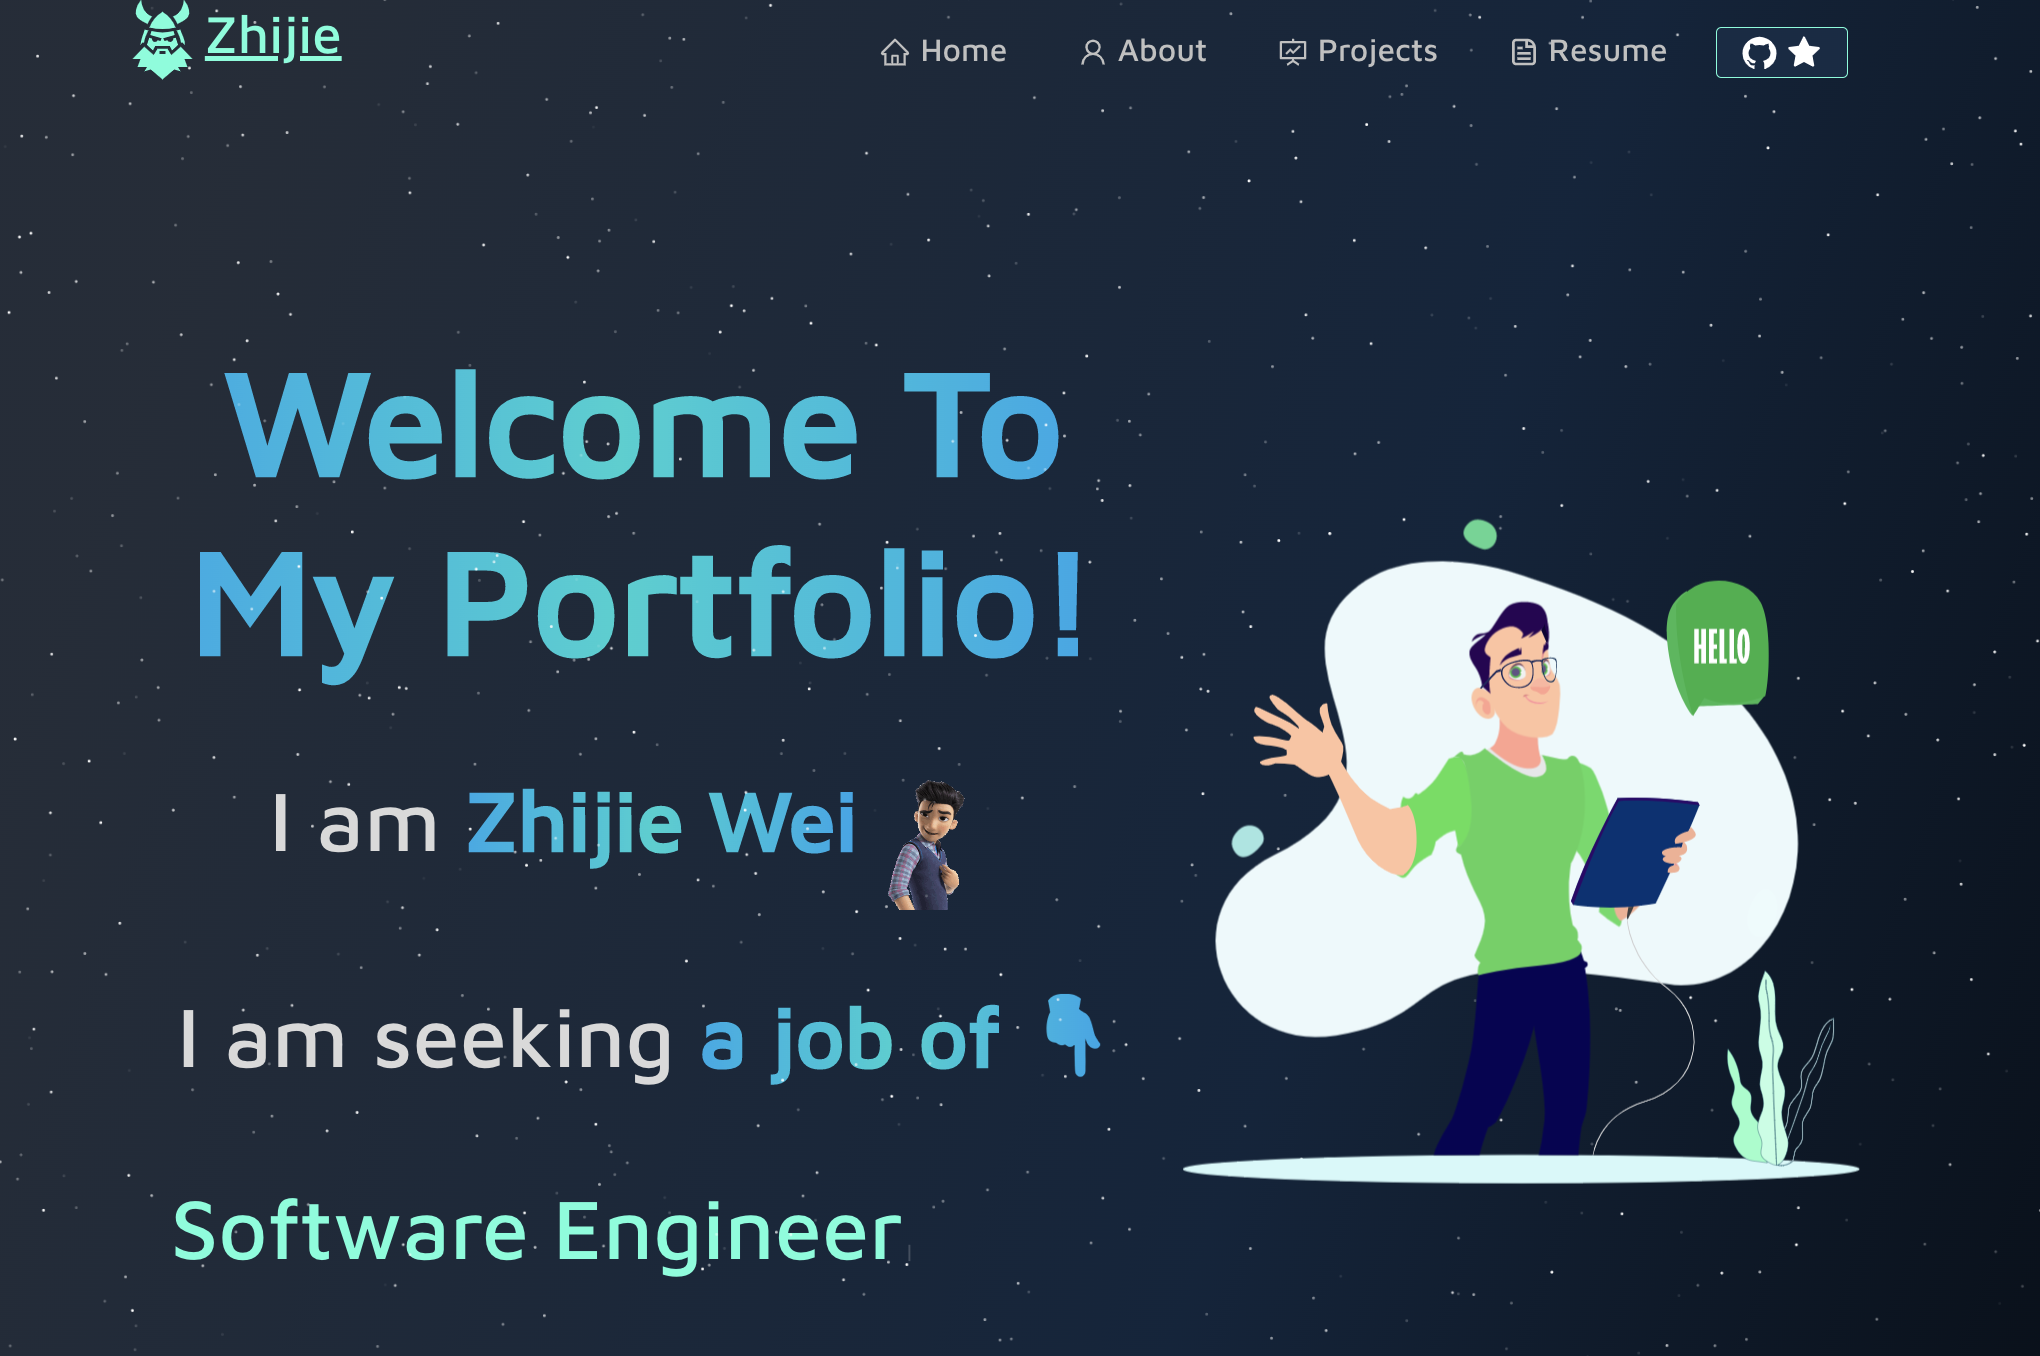 Zhijie
Home
About
Projects
Resume
Welcome To
My Portfolio!
HELLO
I am Zhijie Wei
I am seeking a job of 👇
Software Engineer